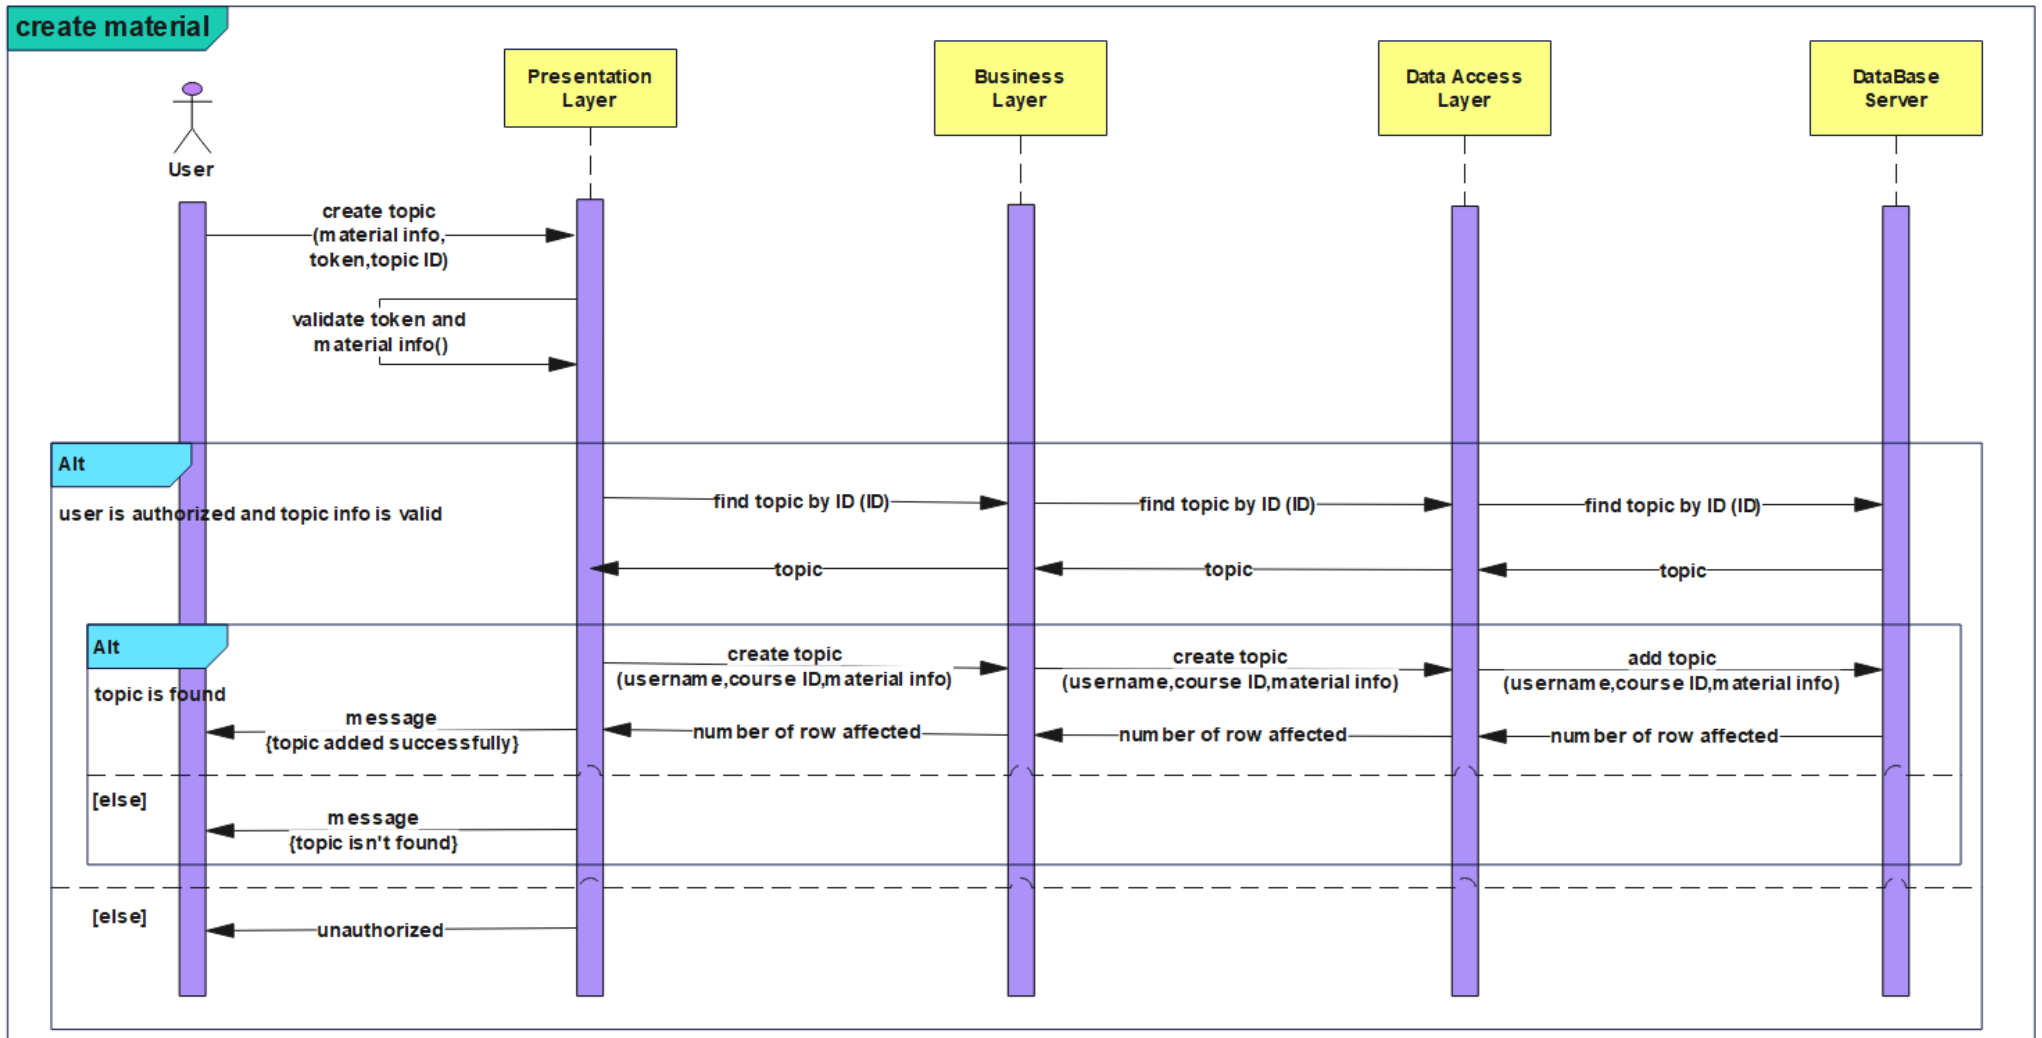 create material
Presentation
Layer
Business
Layer
Data Access
Layer
DataBase
Server
User
create topic
(material info,
token,topic ID)
validate token and
material info()
Alt
user is authorized and topic info is valid
find topic by ID (ID)
find topic by ID (ID)
find topic by ID (ID)
topic
topic
topic
Alt
topic is found
create topic
(username,course ID,material info)
create topic
(username,course ID,material info)
add topic
(username,course ID,material info)
message
{topic added successfully}
number of row affected
number of row affected
number of row affected
[else]
message
{topic isn't found}
[else]
unauthorized